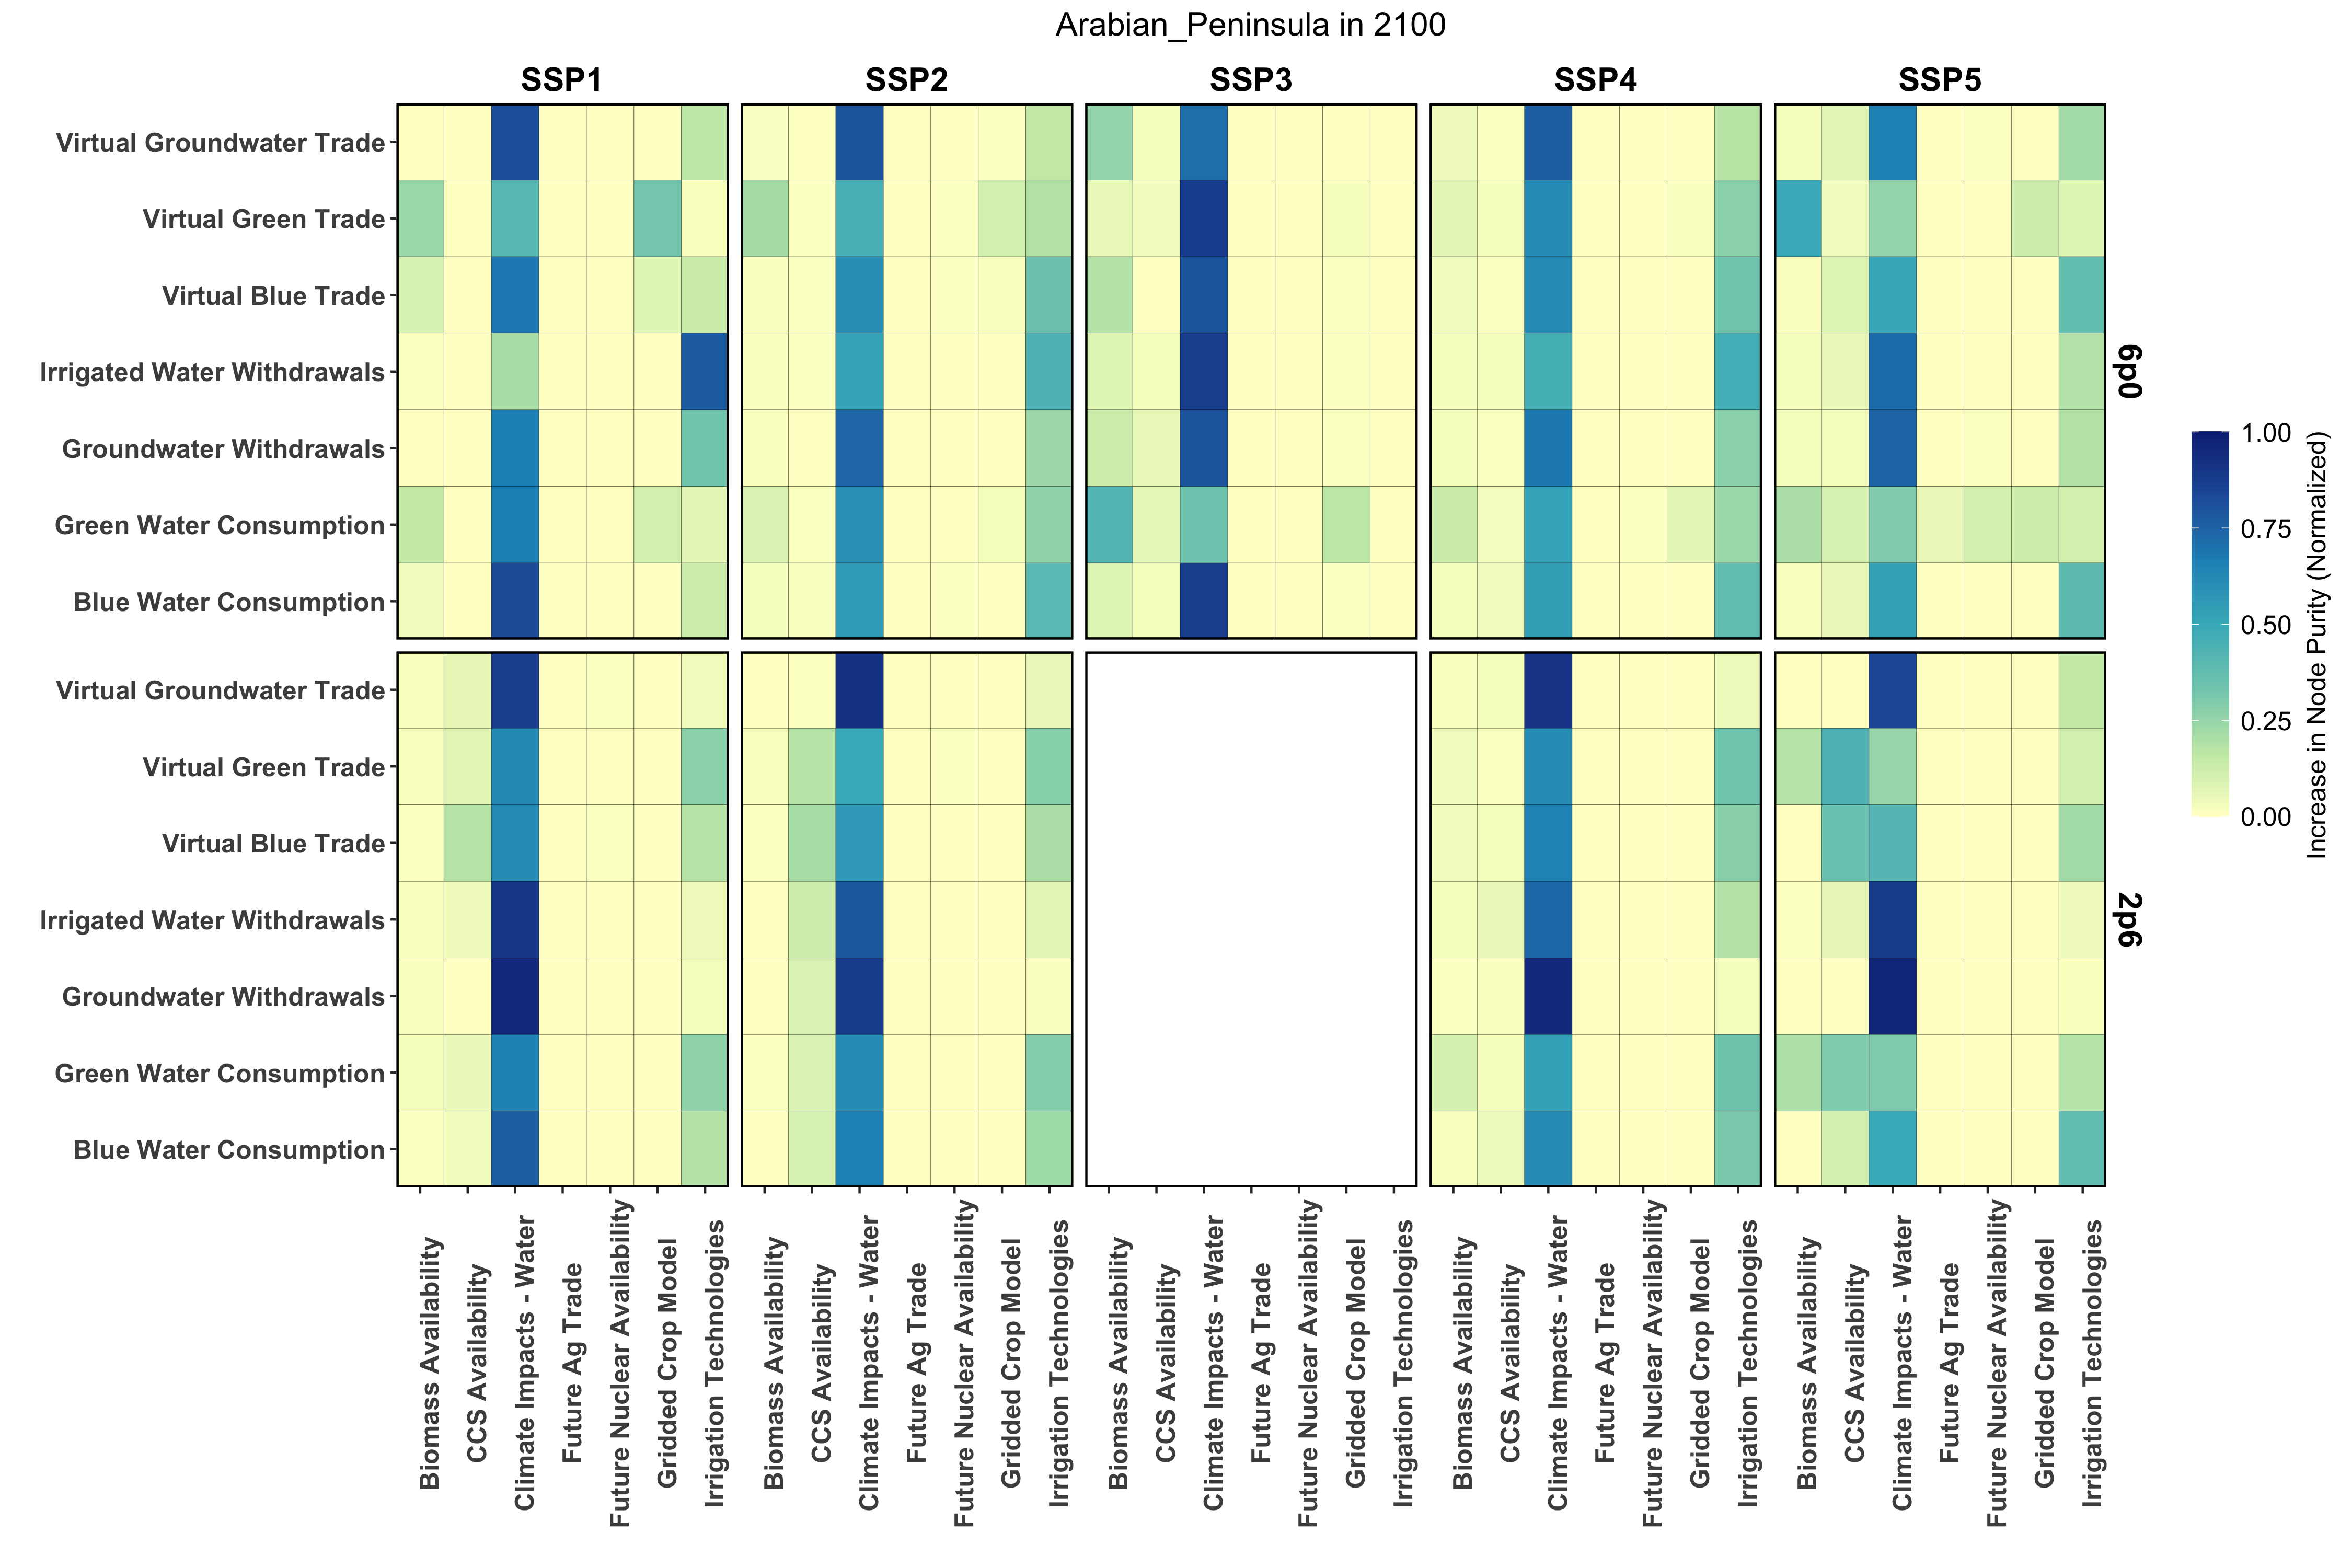 Arabian_Peninsula in 2100
SSP1 SSP2 SSP3 SSP4 SSP5
Virtual Groundwater Trade
Virtual Green Trade
Virtual Blue Trade
Irrigated Water Withdrawals
Groundwater Withdrawals
Green Water Consumption
Blue Water Consumption
6p0
Virtual Groundwater Trade
Virtual Green Trade
Virtual Blue Trade
Irrigated Water Withdrawals
Groundwater Withdrawals
Green Water Consumption
Blue Water Consumption
2p6
Biomass Availability
CCS Availability
Climate Impacts - Water
Future Ag Trade
Future Nuclear Availability
Gridded Crop Model
Irrigation Technologies
Biomass Availability
CCS Availability
Climate Impacts - Water
Future Ag Trade
Future Nuclear Availability
Gridded Crop Model
Irrigation Technologies
Biomass Availability
CCS Availability
Climate Impacts - Water
Future Ag Trade
Future Nuclear Availability
Gridded Crop Model
Irrigation Technologies
Biomass Availability
CCS Availability
Climate Impacts - Water
Future Ag Trade
Future Nuclear Availability
Gridded Crop Model
Irrigation Technologies
Biomass Availability
CCS Availability
Climate Impacts - Water
Future Ag Trade
Future Nuclear Availability
Gridded Crop Model
Irrigation Technologies
1.00
0.75
0.50
0.25
0.00
Increase in Node Purity (Normalized)